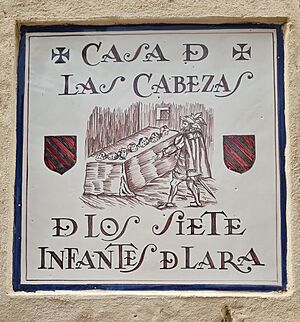 CASA D
LAS CABEZAS
D LOS SIETE
INFANTES D LARA